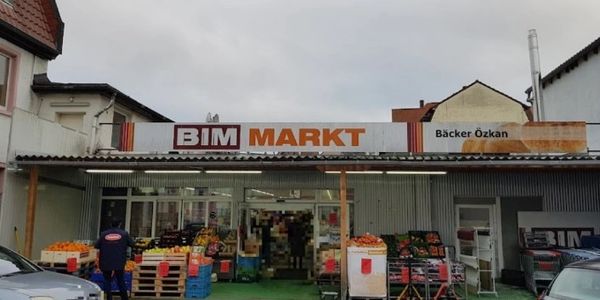 BIM MARKT
Bäcker Özkan
BIM